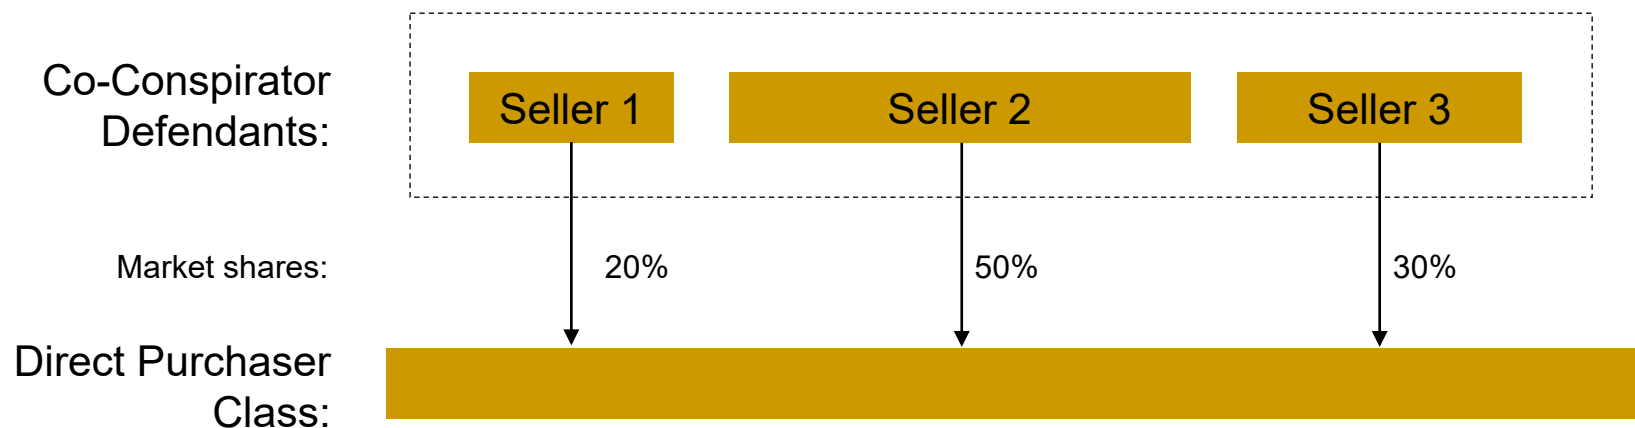 Co-Conspirator
Defendants:
Seller 1
Seller 2
Seller 3
Market shares:
20%
50%
30%
Direct Purchaser
Class: